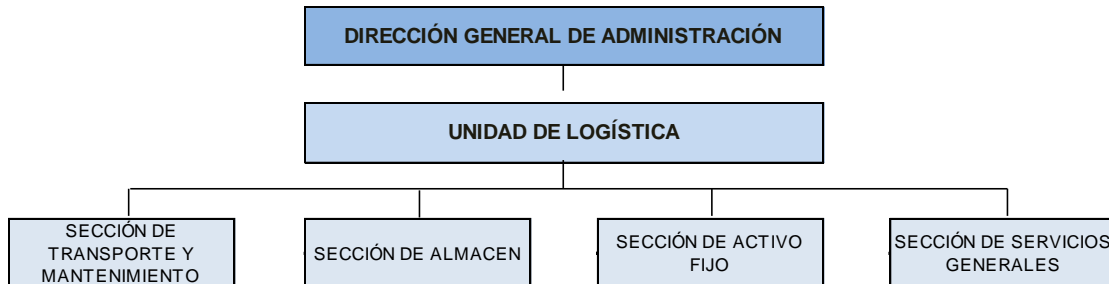 DIRECCIÓN GENERAL DE ADMINISTRACIÓN
UNIDAD DE LOGÍSTICA
SECCIÓN DE
TRANSPORTE Y
MANTENIMIENTO
SECCIÓN DE ALMACEN
SECCIÓN DE ACTIVO
FIJO
SECCIÓN DE SERVICIOS
GENERALES